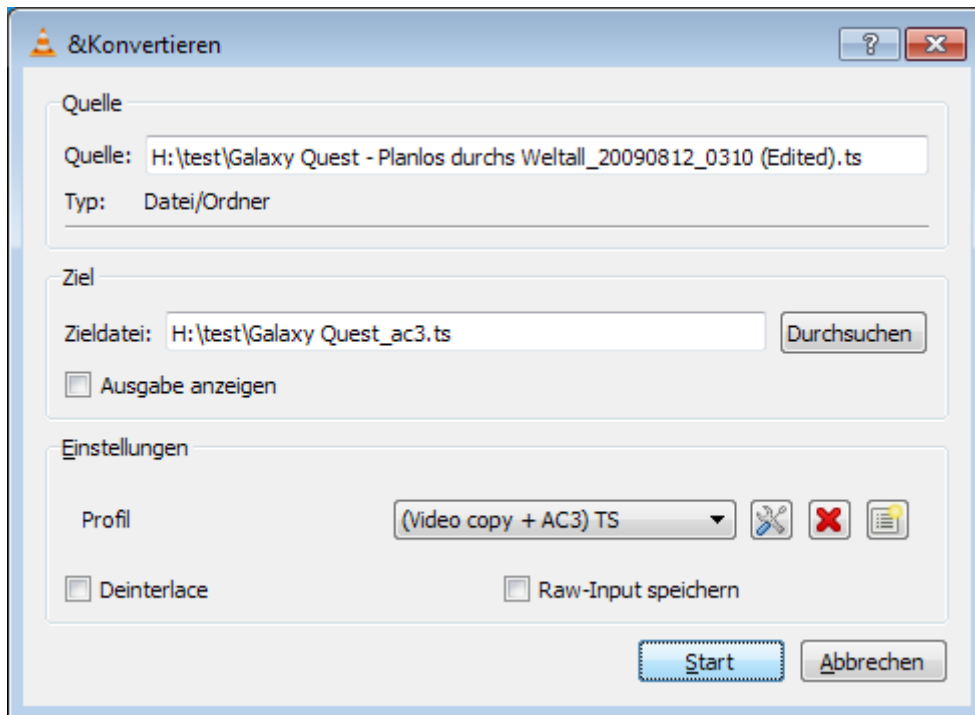 &Konvertieren
Quelle
Quelle: H:\test\Galaxy Quest - Planlos durchs Weltall_20090812_0310 (Edited).ts
Typ: Datei/Ordner
Ziel
Zieldatei: H:\test\Galaxy Quest_ac3.ts Durchsuchen
Ausgabe anzeigen
Einstellungen
Profil (Video copy + AC3) TS
Deinterlace Raw-Input speichern
Start Abbrechen